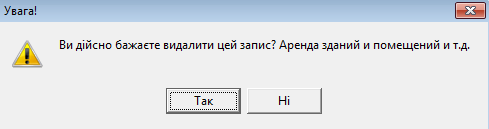 Увага!
Ви дійсно бажаєте видалити цей запис? Аренда зданий и помещений и т.д.
Так
Ні